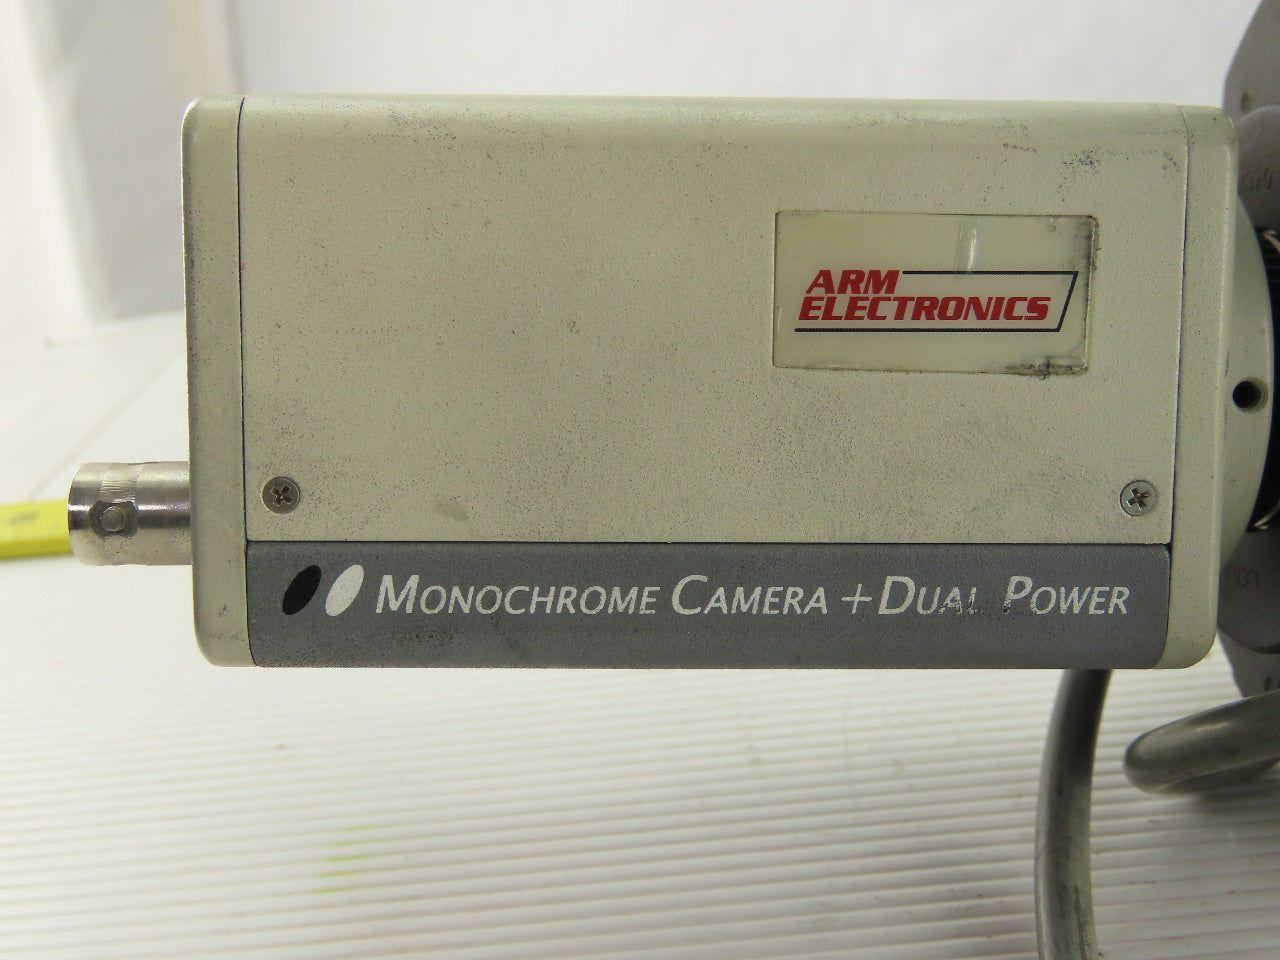 ARM
ELECTRONICS
MONOCHROME CAMERA + DUAL POWER